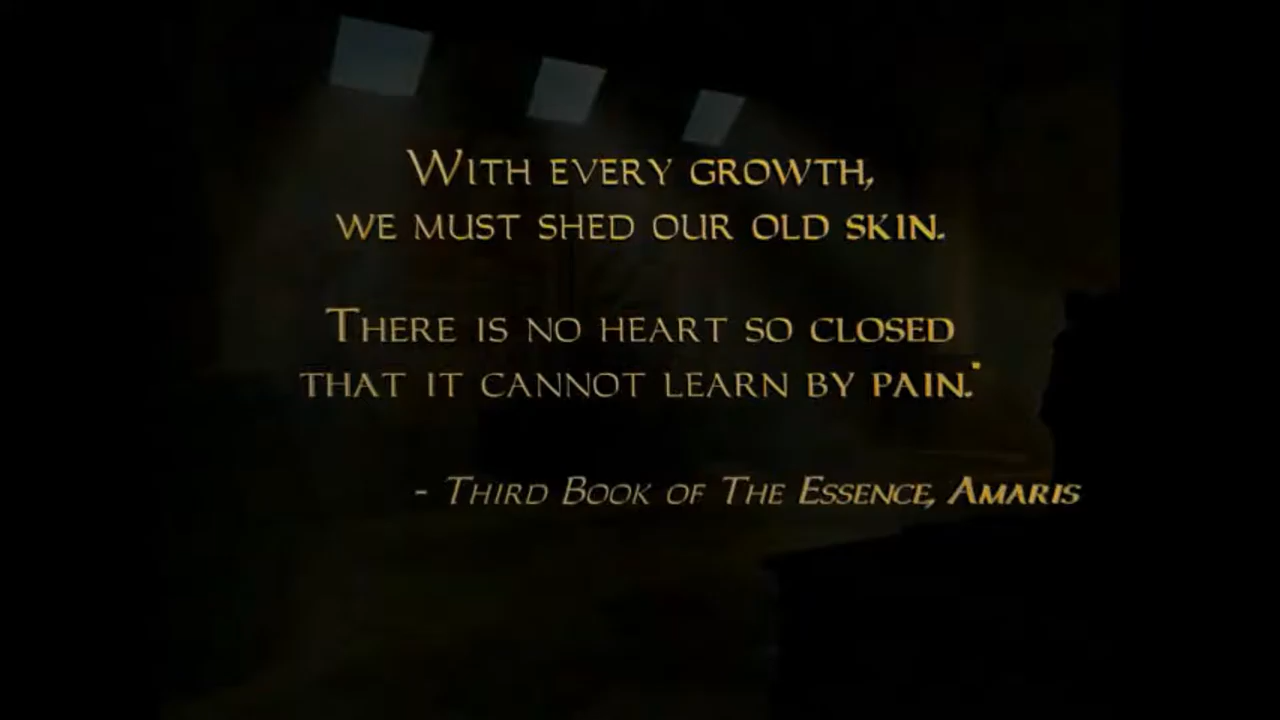 With every growth,
we must shed our old skin.
There is no heart so closed
that it cannot learn by pain."
- Third Book of The Essence, Amaris